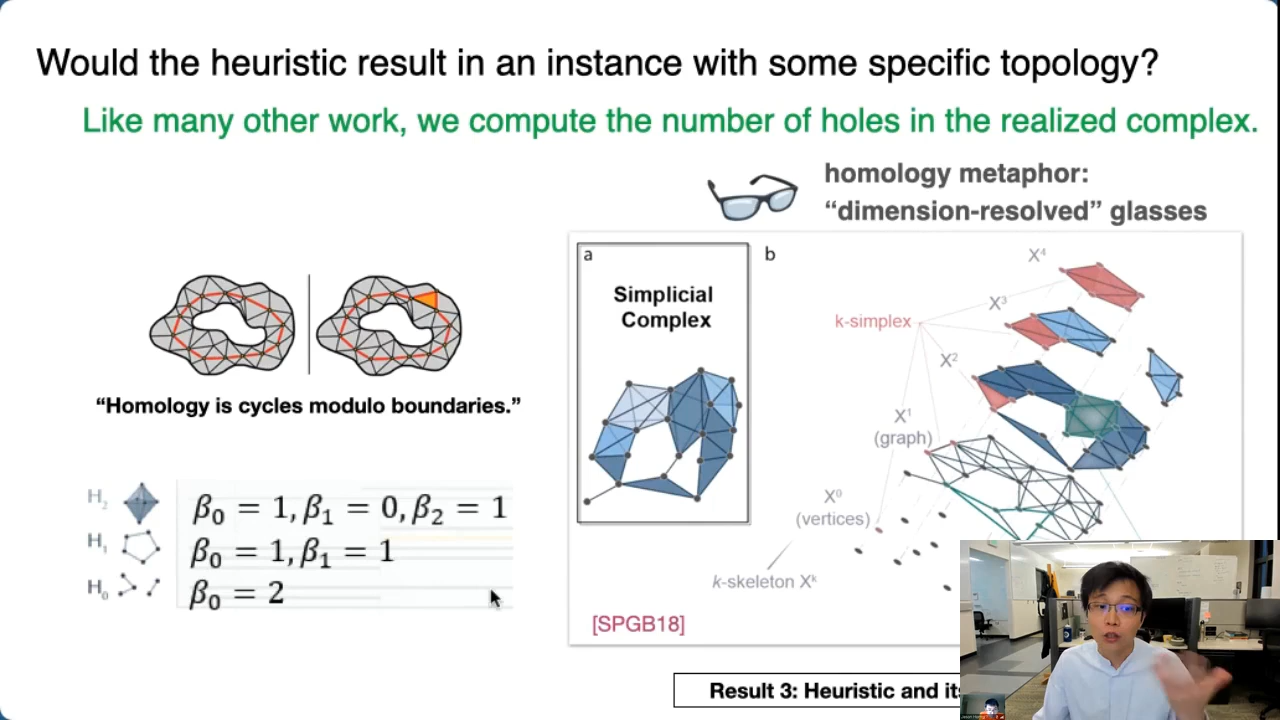 Would the heuristic result in an instance with some specific topology?
Like many other work, we compute the number of holes in the realized complex.
homology metaphor:
“dimension-resolved” glasses
“Homology is cycles modulo boundaries.”
H₂
β₀ = 1, β₁ = 0, β₂ = 1
H₁
β₀ = 1, β₁ = 1
H₀
β₀ = 2
a
Simplicial
Complex
b
X⁴
X³
k-simplex
X²
X¹
(graph)
X⁰
(vertices)
k-skeleton Xᵏ
[SPGB18]
Result 3: Heuristic and